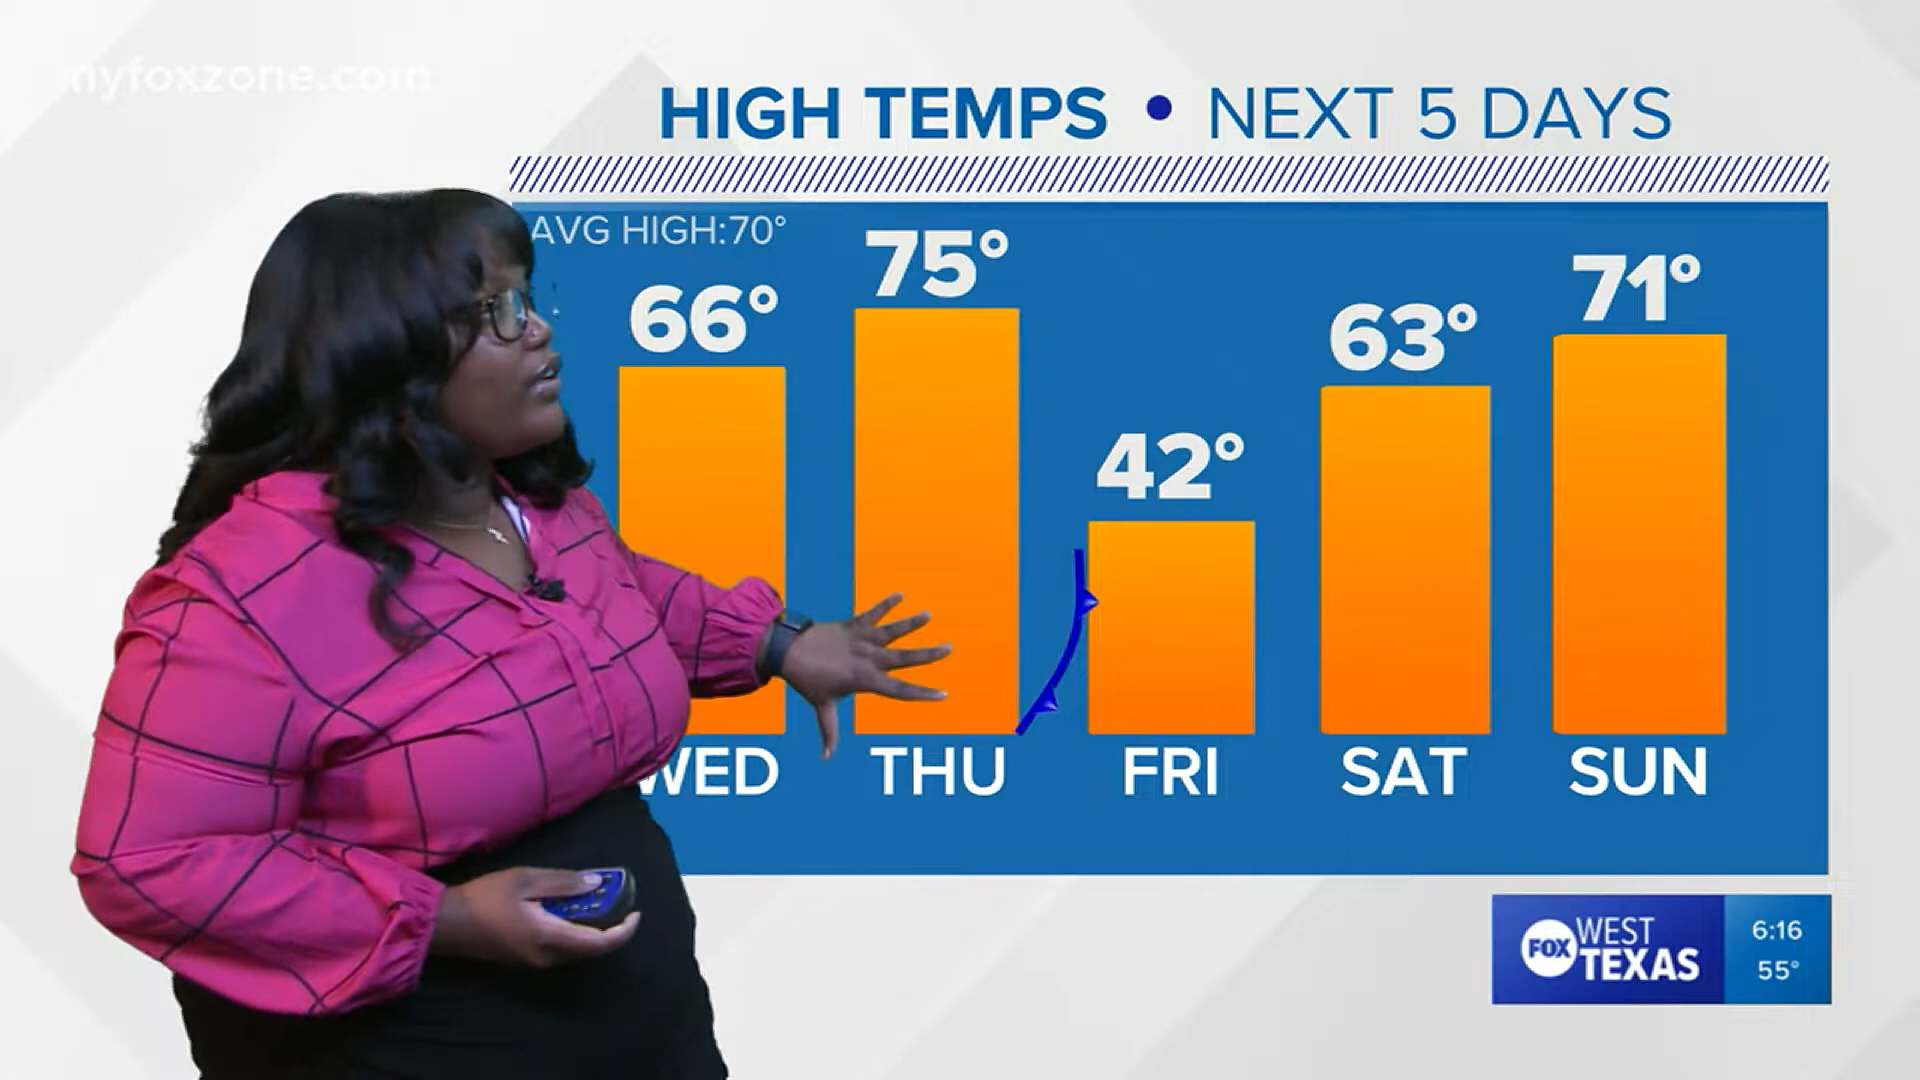 myfoxzone.com
HIGH TEMPS • NEXT 5 DAYS
AVG HIGH:70°
66° 75° 42° 63° 71°
WED THU FRI SAT SUN
FOX WEST TEXAS
6:16
55°